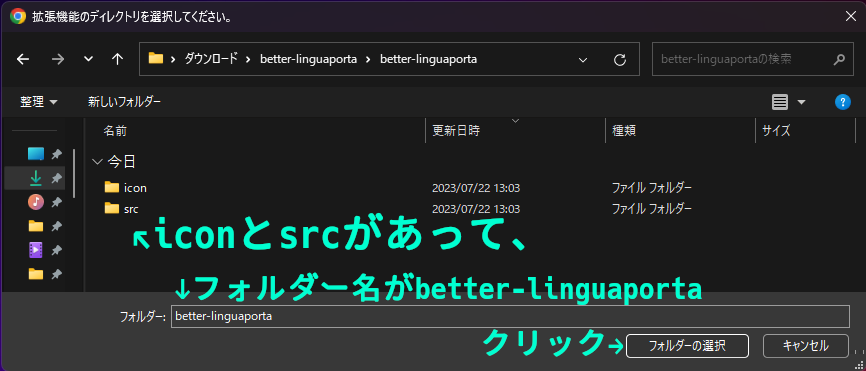 拡張機能のディレクトリを選択してください。
ダウンロード › better-linguaporta › better-linguaporta
better-linguaportaの検索
整理 新しいフォルダー
名前 更新日時 種類 サイズ
今日
icon 2023/07/22 13:03 ファイル フォルダー
src 2023/07/22 13:03 ファイル フォルダー
↖iconとsrcがあって、
↓フォルダー名がbetter-linguaporta
フォルダー: better-linguaporta
クリック→ フォルダーの選択 キャンセル